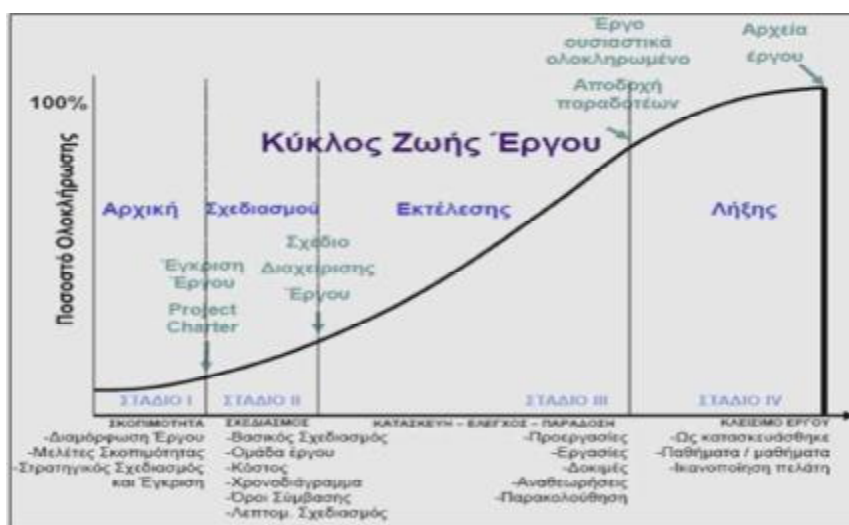 Έργο
ουσιαστικά
ολοκληρωμένο
Αποδοχή
παραδοτέων
Αρχεία
έργου
100%
Ποσοστό Ολοκλήρωσης
Κύκλος Ζωής Έργου
Αρχική
Σχεδιασμού
Εκτέλεσης
Λήξης
Έγκριση
Έργου
Project
Charter
Σχέδιο
Διαχείρισης
Έργου
ΣΤΑΔΙΟ I
ΣΤΑΔΙΟ II
ΣΤΑΔΙΟ III
ΣΤΑΔΙΟ IV
ΣΚΟΠΙΜΟΤΗΤΑ
-Διαμόρφωση Έργου
-Μελέτες Σκοπιμότητας
-Στρατηγικός Σχεδιασμός
και Έγκριση
ΣΧΕΔΙΑΣΜΟΣ
-Βασικός Σχεδιασμός
-Ομάδα έργου
-Κόστος
-Χρονοδιάγραμμα
-Όροι Σύμβασης
-Λεπτομ. Σχεδιασμός
ΚΑΤΑΣΚΕΥΗ – ΕΛΕΓΧΟΣ – ΠΑΡΑΔΟΣΗ
-Προεργασίες
-Εργασίες
-Δοκιμές
-Αναθεωρήσεις
-Παρακολούθηση
ΚΛΕΙΣΙΜΟ ΕΡΓΟΥ
-Ως κατασκευάσθηκε
-Παθήματα / μαθήματα
-Ικανοποίηση πελάτη